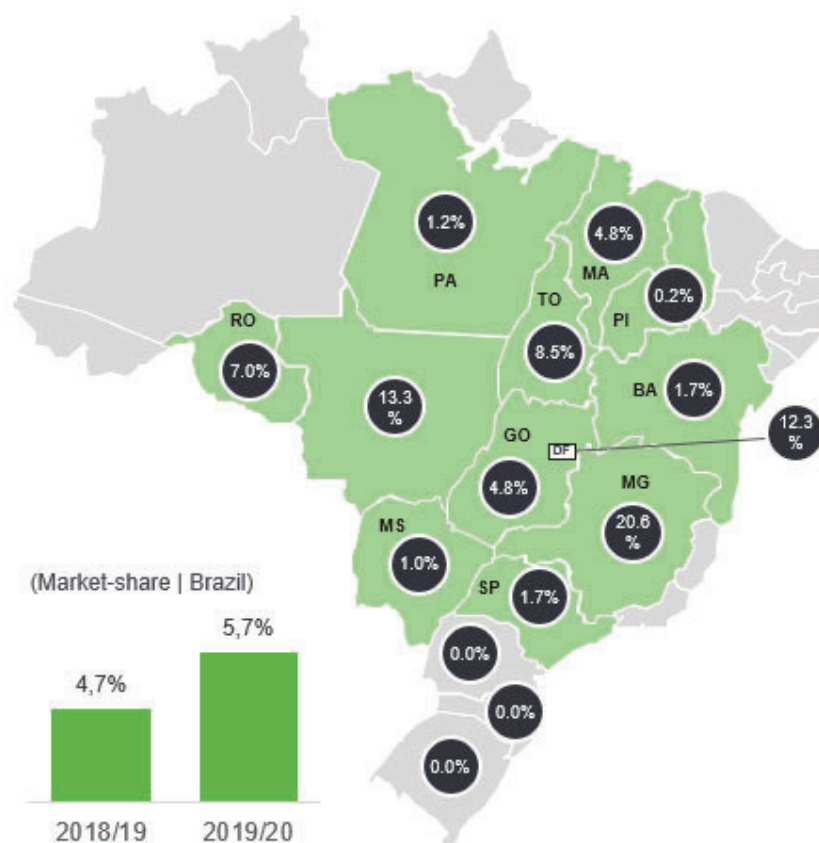 1.2%
PA
4.8%
MA
TO
0.2%
PI
RO
8.5%
7.0%
13.3
%
BA
1.7%
12.3
%
GO
DF
4.8%
MG
20.6
%
MS
1.0%
SP
1.7%
(Market-share | Brazil)
5,7%
4,7%
0.0%
0.0%
0.0%
2018/19
2019/20